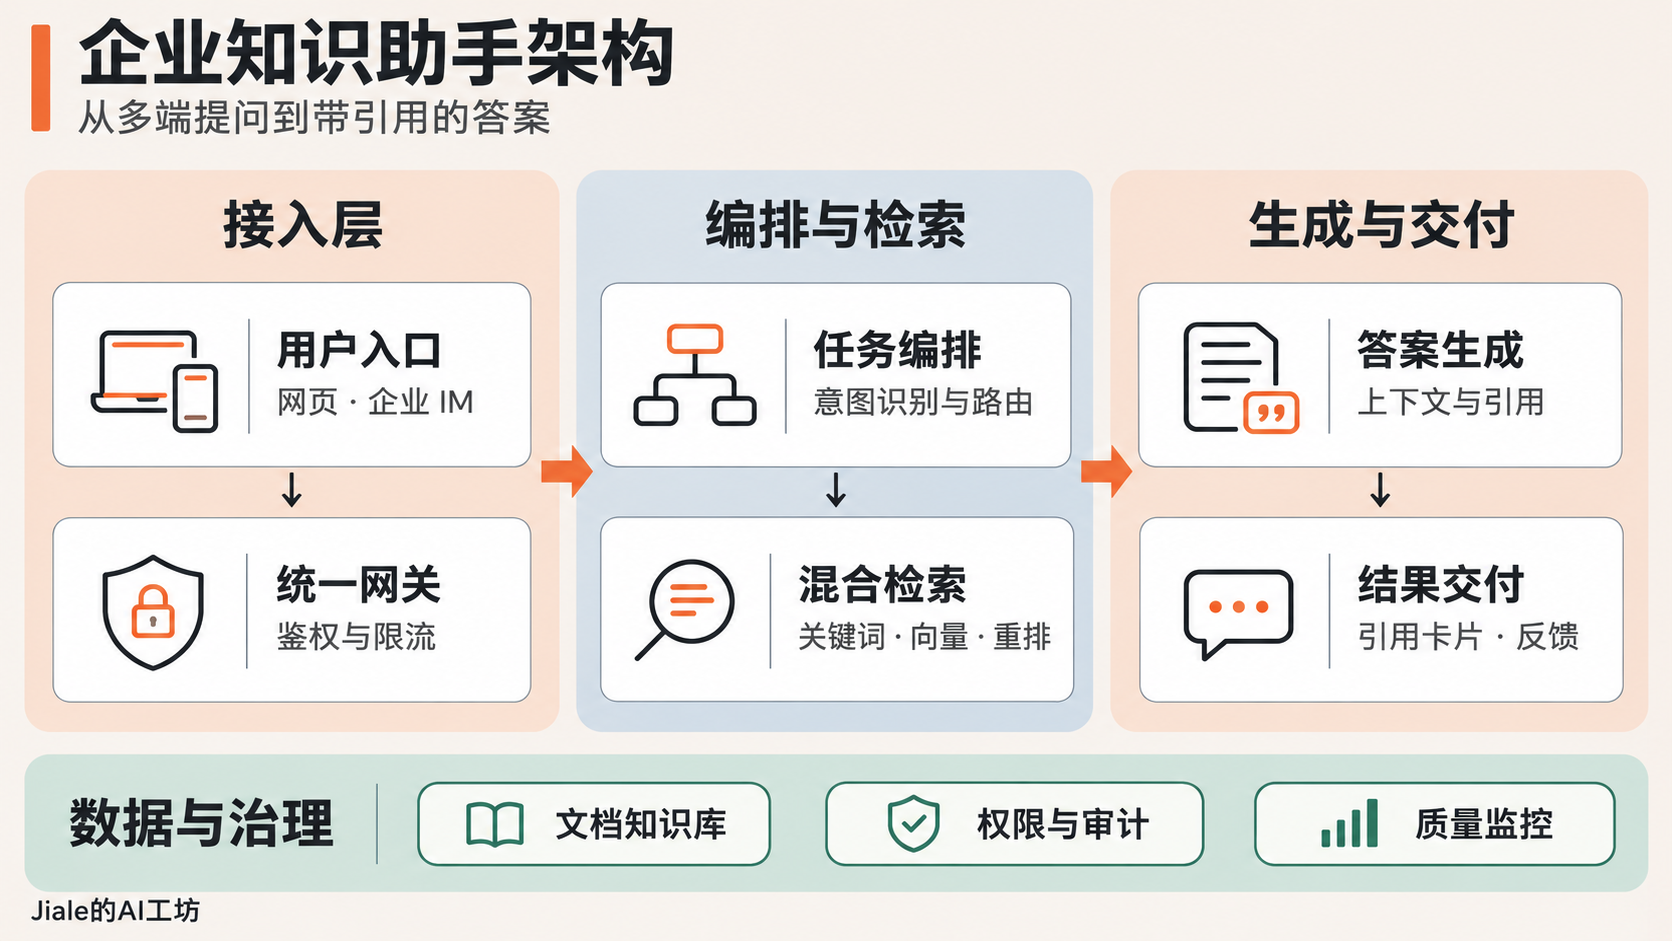 企业知识助手架构
从多端提问到带引用的答案
接入层
用户入口
网页 · 企业 IM
统一网关
鉴权与限流
编排与检索
任务编排
意图识别与路由
混合检索
关键词 · 向量 · 重排
生成与交付
答案生成
上下文与引用
结果交付
引用卡片 · 反馈
数据与治理
文档知识库
权限与审计
质量监控
Jiale的AI工坊